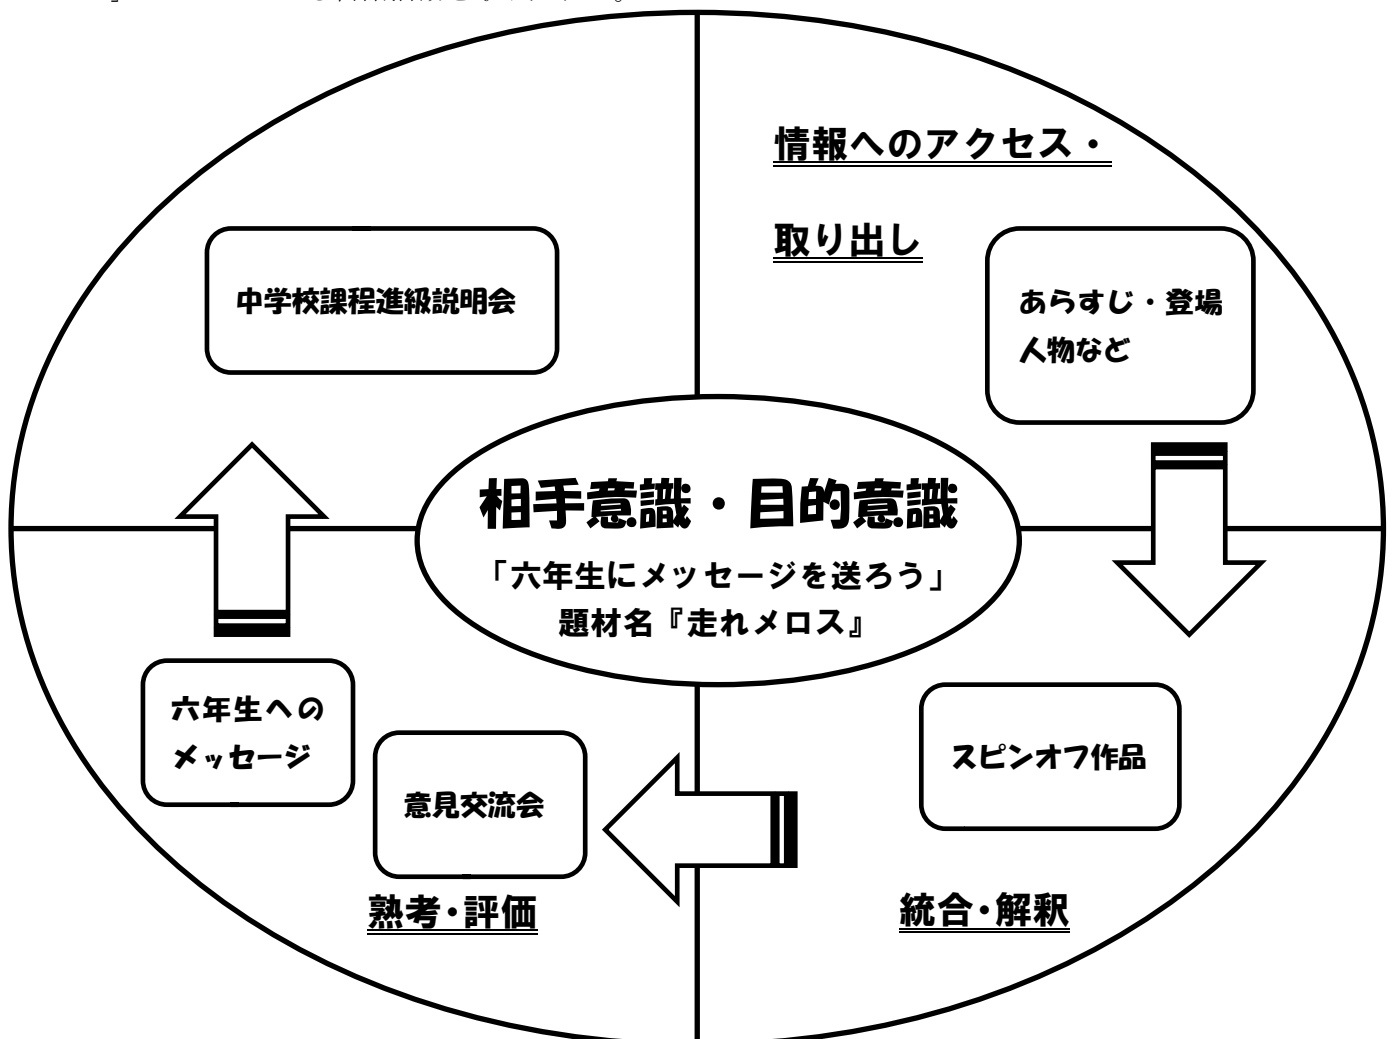 情報へのアクセス・
取り出し
中学校課程進級説明会
あらすじ・登場
人物など
相手意識・目的意識
「六年生にメッセージを送ろう」
題材名『走れメロス』
六年生への
メッセージ
意見交流会
スピンオフ作品
熟考・評価
統合・解釈